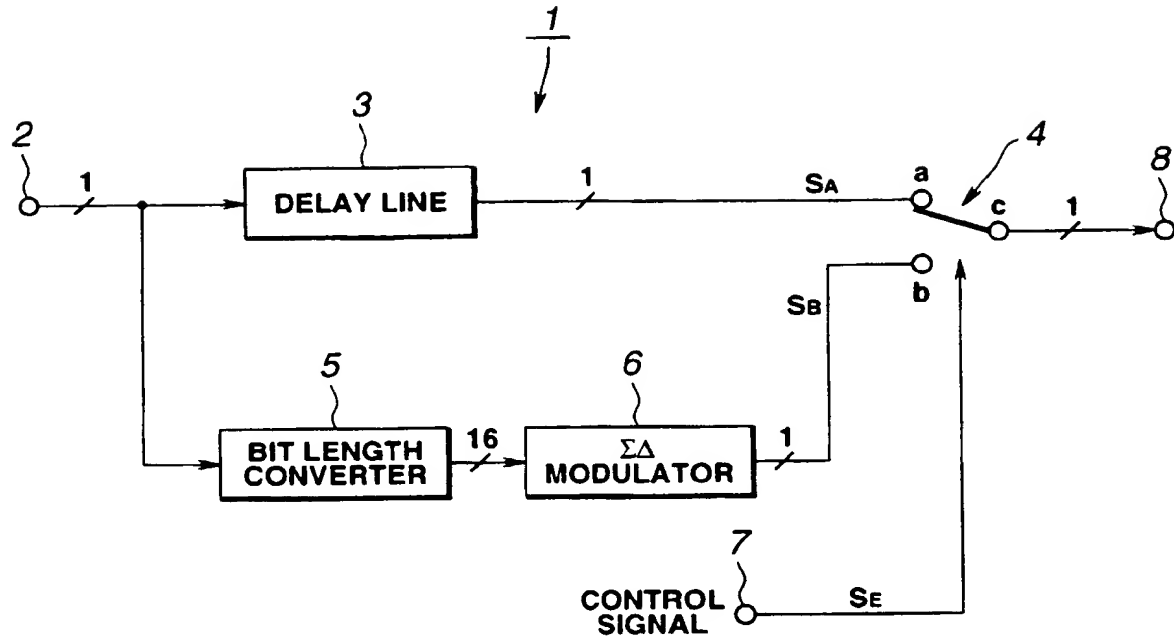 1
3
2
4
8
1
DELAY LINE
1
SA
a
c
1
b
SB
5
6
BIT LENGTH
CONVERTER
16
ΣΔ
MODULATOR
1
7
CONTROL
SIGNAL
SE